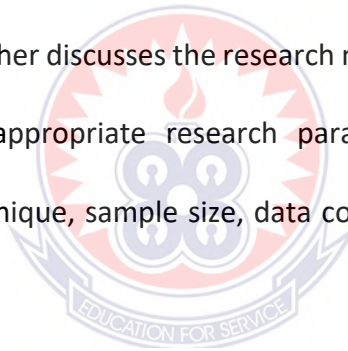 her discusses the research r
appropriate research para
nique, sample size, data co
EDUCATION FOR SERVICE